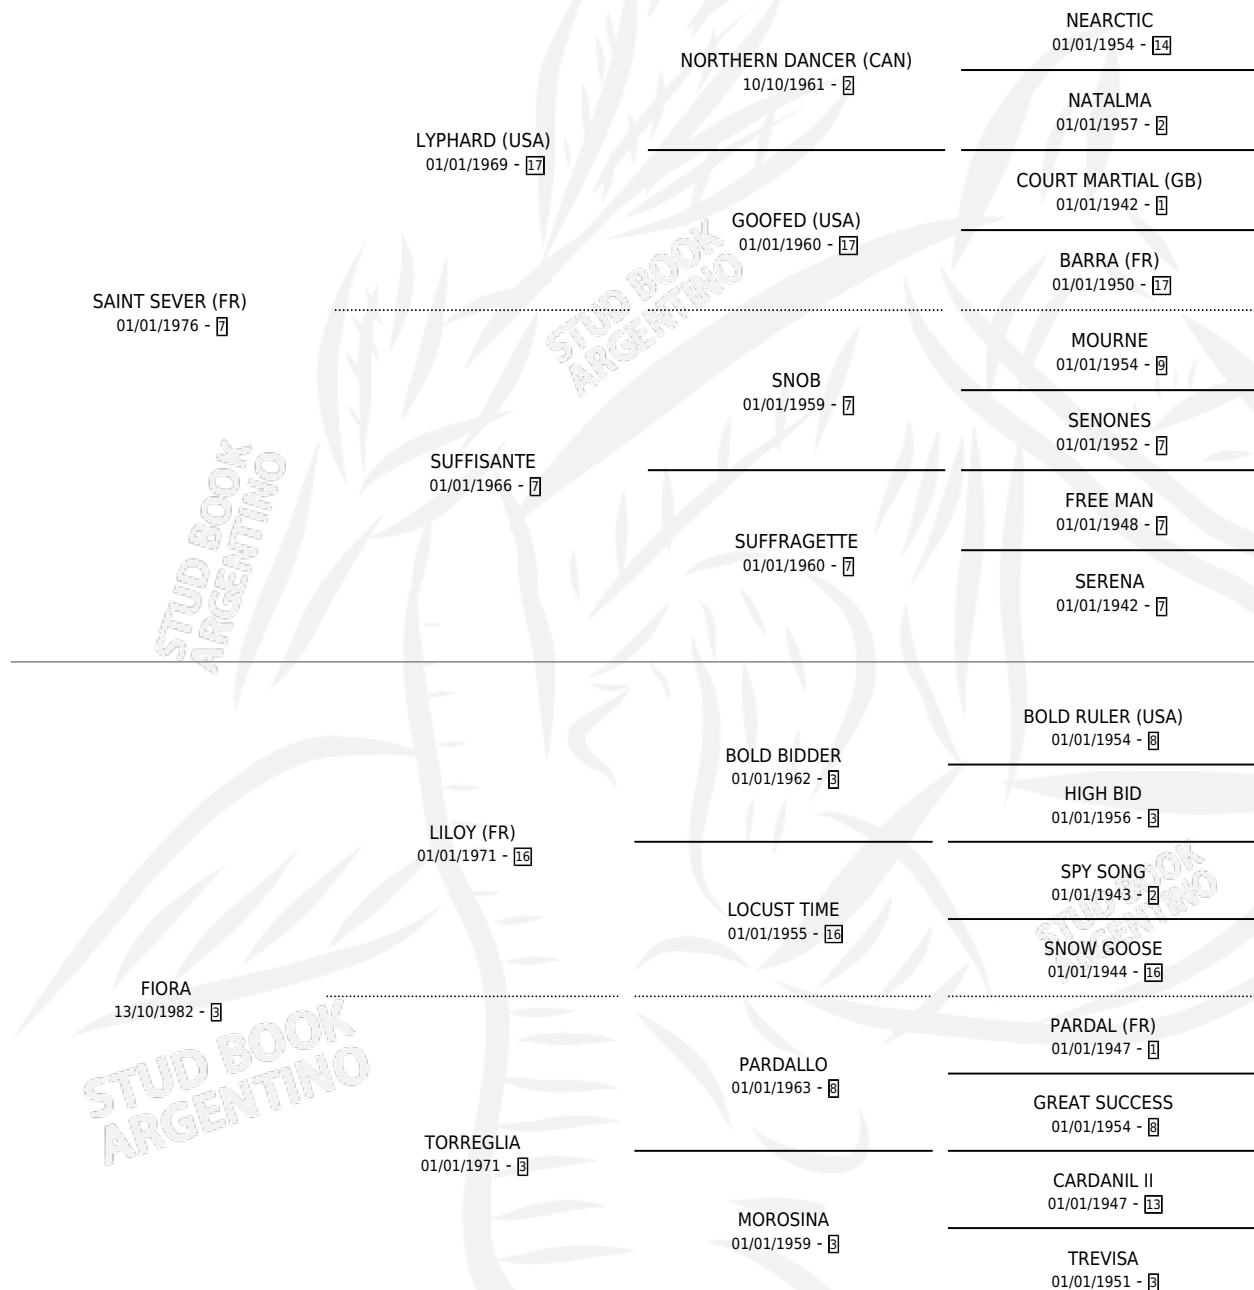 NEARCTIC
01/01/1954 - 14
NORTHERN DANCER (CAN)
10/10/1961 - 2
NATALMA
01/01/1957 - 2
LYPHARD (USA)
01/01/1969 - 17
COURT MARTIAL (GB)
01/01/1942 - 1
GOOFED (USA)
01/01/1960 - 17
BARRA (FR)
01/01/1950 - 17
SAINT SEVER (FR)
01/01/1976 - 7
STUD BOOK
ARGENTINO
MOURNE
01/01/1954 - 9
SNOB
01/01/1959 - 7
SENONES
01/01/1952 - 7
SUFFISANTE
01/01/1966 - 7
FREE MAN
01/01/1948 - 7
SUFFRAGETTE
01/01/1960 - 7
SERENA
01/01/1942 - 7
STUD BOOK
ARGENTINO
BOLD RULER (USA)
01/01/1954 - 8
BOLD BIDDER
01/01/1962 - 3
HIGH BID
01/01/1956 - 3
LILOY (FR)
01/01/1971 - 16
SPY SONG
01/01/1943 - 2
LOCUST TIME
01/01/1955 - 16
SNOW GOOSE
01/01/1944 - 16
STUD BOOK
ARGENTINO
FIORA
13/10/1982 - 3
PARDAL (FR)
01/01/1947 - 1
PARDALLO
01/01/1963 - 8
GREAT SUCCESS
01/01/1954 - 8
STUD BOOK
ARGENTINO
TORREGLIA
01/01/1971 - 3
CARDANIL II
01/01/1947 - 13
MOROSINA
01/01/1959 - 3
TREVISA
01/01/1951 - 3